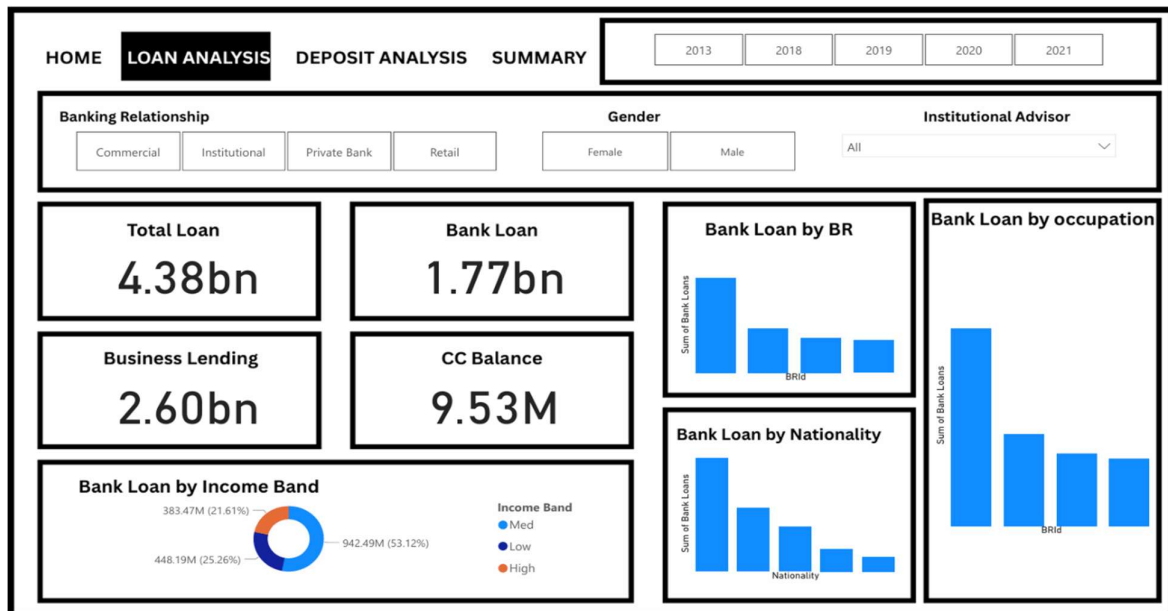 HOME LOAN ANALYSIS DEPOSIT ANALYSIS SUMMARY
2013 2018 2019 2020 2021
Banking Relationship
Commercial Institutional Private Bank Retail
Gender
Female Male
Institutional Advisor
All
Total Loan
4.38bn
Bank Loan
1.77bn
Business Lending
2.60bn
CC Balance
9.53M
Bank Loan by Income Band
383.47M (21.61%)
448.19M (25.26%)
942.49M (53.12%)
Income Band
Med
Low
High
Bank Loan by BR
Sum of Bank Loans
BRId
Bank Loan by Nationality
Sum of Bank Loans
Nationality
Bank Loan by occupation
Sum of Bank Loans
BRId